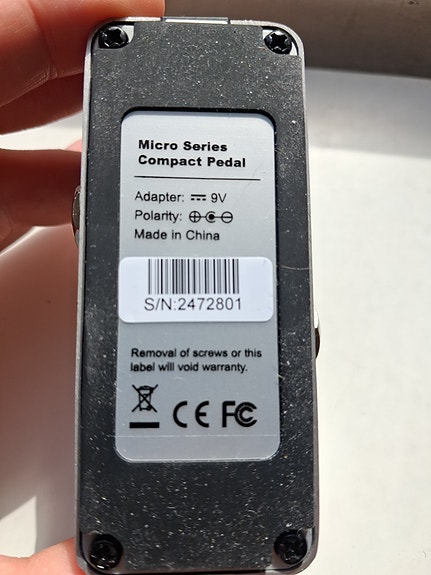 Micro Series
Compact Pedal
Adapter: ⎓ 9V
Polarity: ⊕-●-⊖
Made in China
S/N:2472801
Removal of screws or this
label will void warranty.
CE FC